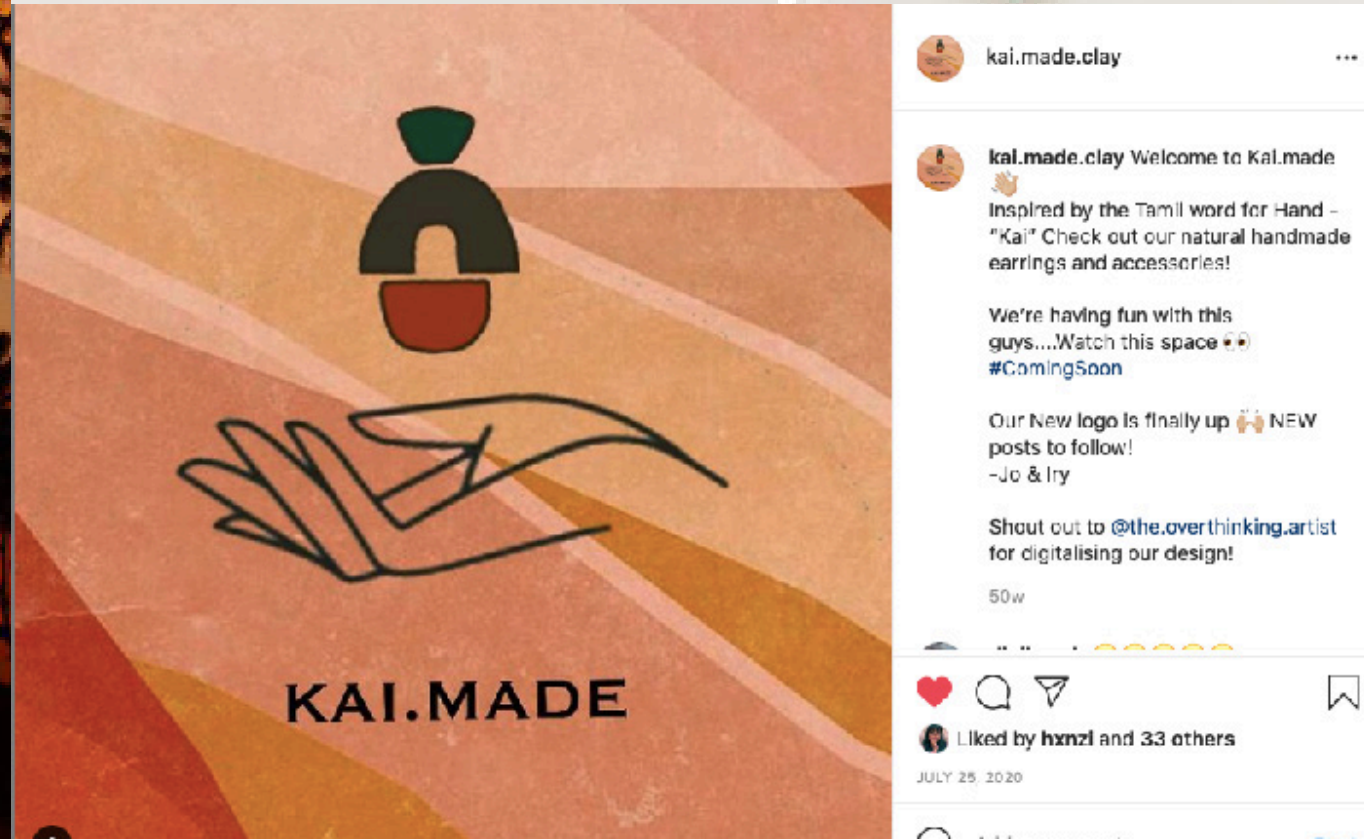 KAI.MADE
kai.made.clay
kai.made.clay Welcome to Kai.made
👋🏼
Inspired by the Tamil word for Hand -
"Kai" Check out our natural handmade
earrings and accessories!
We're having fun with this
guys....Watch this space 👀
#ComingSoon
Our New logo is finally up 🙌🏼 NEW
posts to follow!
-Jo & Iry
Shout out to @the.overthinking.artist
for digitalising our design!
50w
Liked by hxnzl and 33 others
JULY 25, 2020